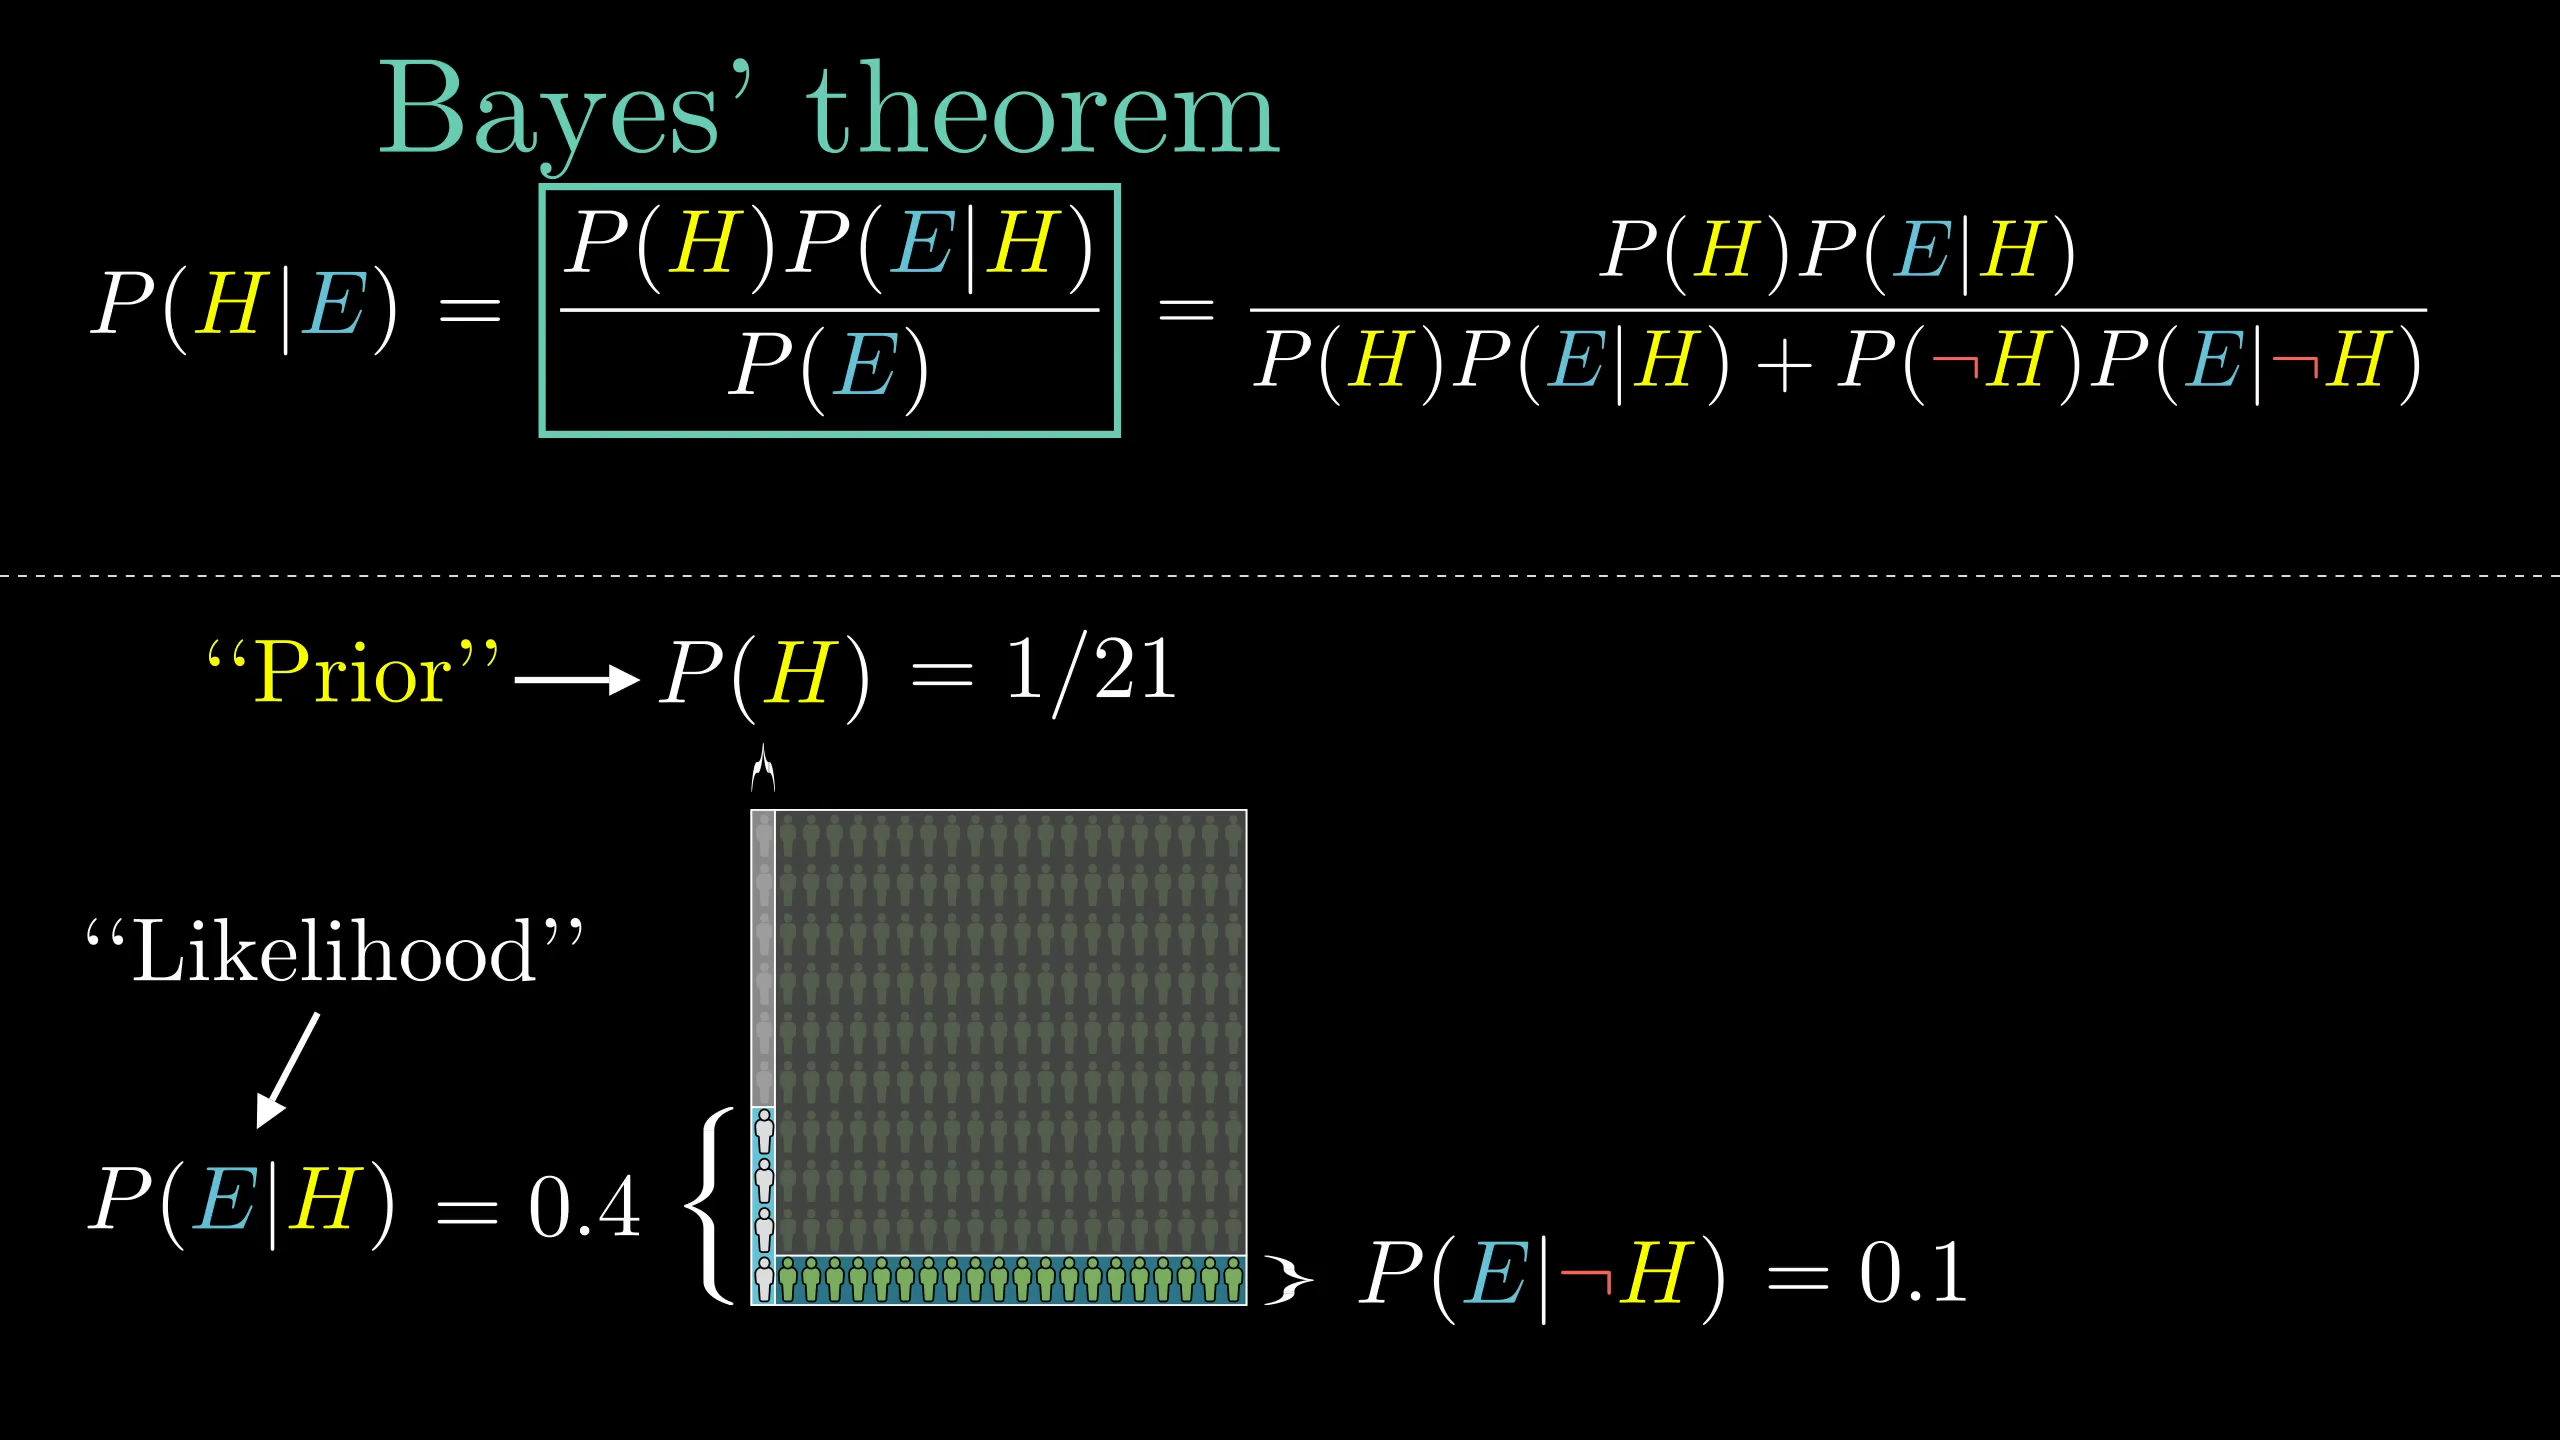 Bayes’ theorem
P(H|E) = P(H)P(E|H) / P(E) = P(H)P(E|H) / P(H)P(E|H) + P(¬H)P(E|¬H)
“Prior” → P(H) = 1/21
“Likelihood”
P(E|H) = 0.4
P(E|¬H) = 0.1